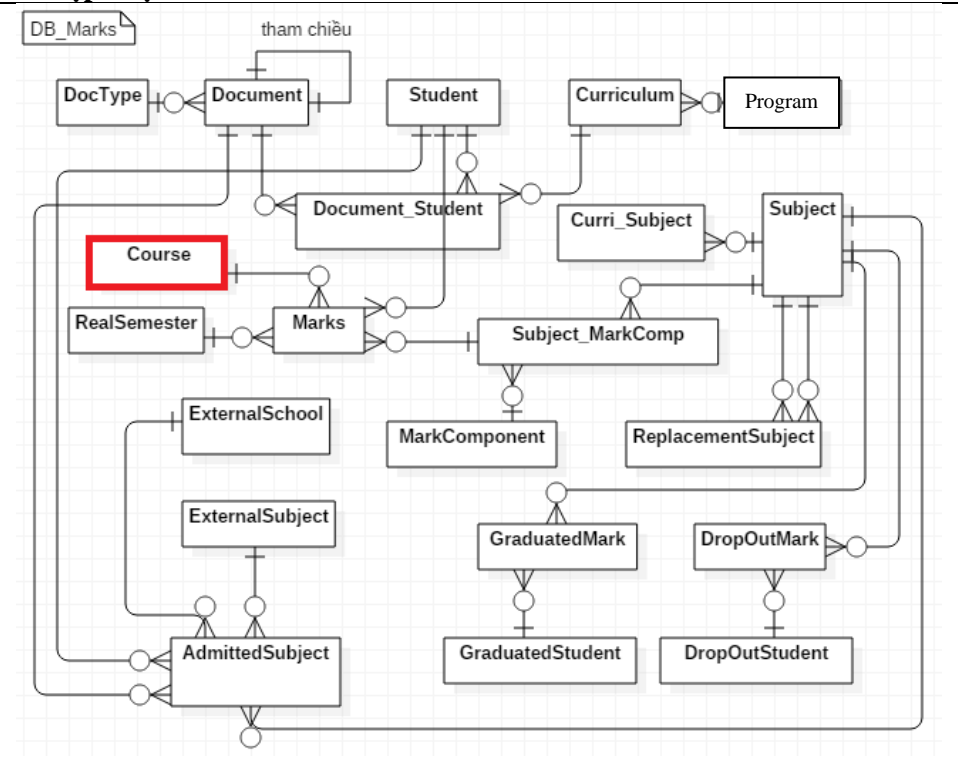 DB_Marks
tham chiều
DocType
Document
Student
Curriculum
Program
Document_Student
Curri_Subject
Subject
Course
RealSemester
Marks
Subject_MarkComp
ExternalSchool
MarkComponent
ReplacementSubject
ExternalSubject
GraduatedMark
DropOutMark
AdmittedSubject
GraduatedStudent
DropOutStudent